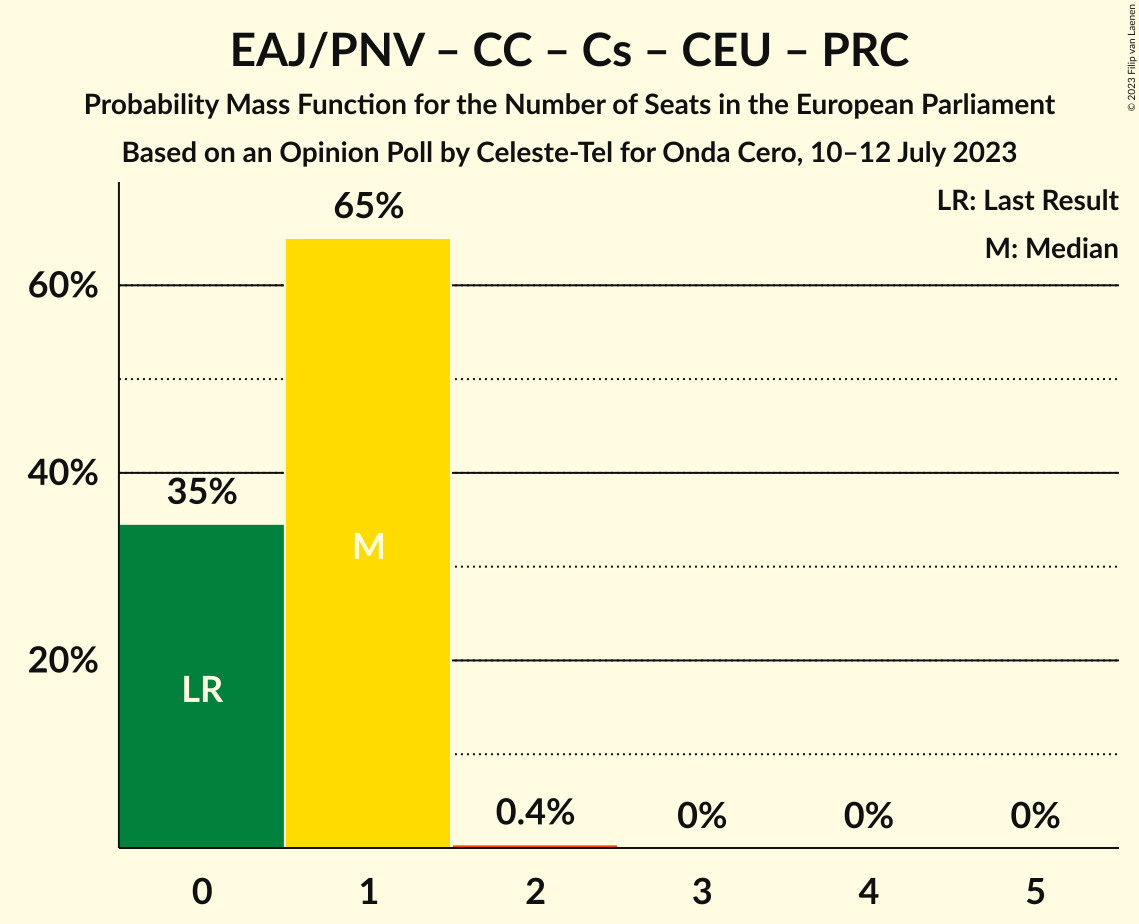 EAJ/PNV – CC – Cs – CEU – PRC
Probability Mass Function for the Number of Seats in the European Parliament
Based on an Opinion Poll by Celeste-Tel for Onda Cero, 10–12 July 2023
© 2023 Filip van Laenen
LR: Last Result
M: Median
65%
60%
40%
35%
M
20%
LR
0.4%
0%
0%
0%
0
1
2
3
4
5